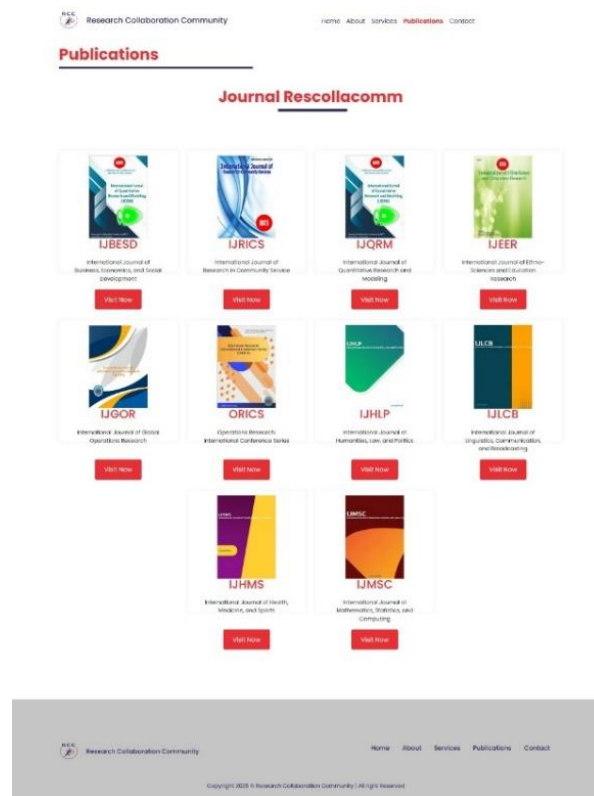 RCC
Research Collaboration Community
Home About Services Publications Contact
Publications
Journal Rescollacomm
IJBESD
International Journal of
Business, Economics, and Social
Development
Visit Now
IJRICS
International Journal of
Research in Community Service
Visit Now
IJQRM
International Journal of
Quantitative Research and
Modeling
Visit Now
IJEER
International Journal of Ethno-
Sciences and Education
Research
Visit Now
IJGOR
International Journal of Global
Operations Research
Visit Now
ORICS
Operations Research:
International Conference Series
Visit Now
IJHLP
IJHLP
International Journal of
Humanities, Law, and Politics
Visit Now
IJLCB
IJLCB
International Journal of
Linguistics, Communication,
and Broadcasting
Visit Now
IJHMS
IJHMS
International Journal of Health,
Medicine, and Sports
Visit Now
IJMSC
IJMSC
International Journal of
Mathematics, Statistics, and
Computing
Visit Now
RCC
Research Collaboration Community
Home About Services Publications Contact
Copyright 2025 © Research Collaboration Community | All right Reserved